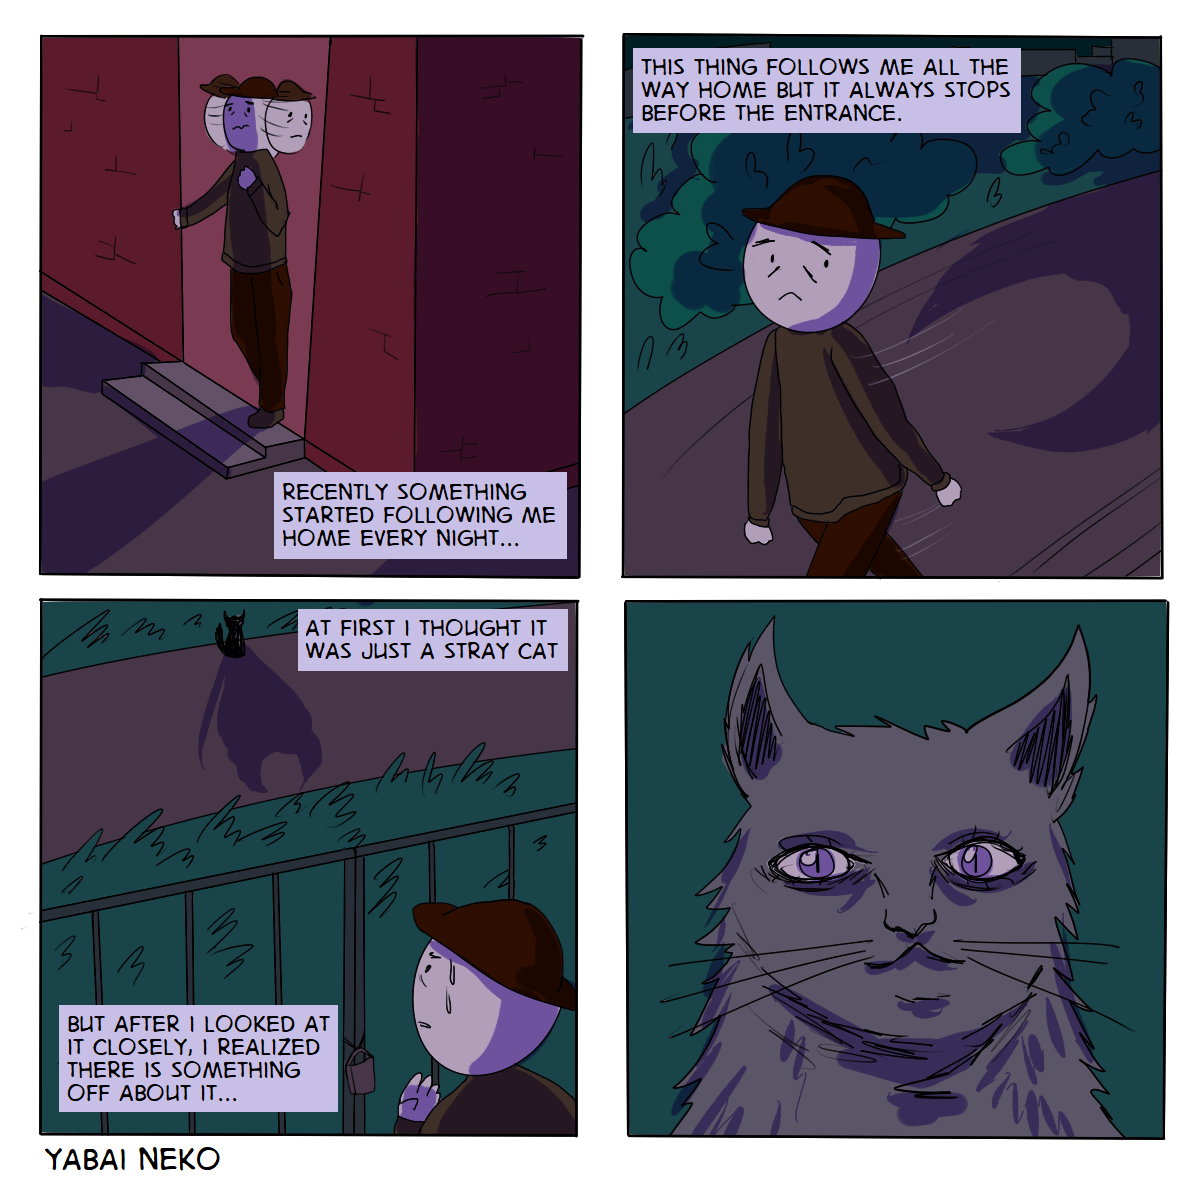 RECENTLY SOMETHING
STARTED FOLLOWING ME
HOME EVERY NIGHT...
THIS THING FOLLOWS ME ALL THE
WAY HOME BUT IT ALWAYS STOPS
BEFORE THE ENTRANCE.
AT FIRST I THOUGHT IT
WAS JUST A STRAY CAT
BUT AFTER I LOOKED AT
IT CLOSELY, I REALIZED
THERE IS SOMETHING
OFF ABOUT IT...
YABAI NEKO